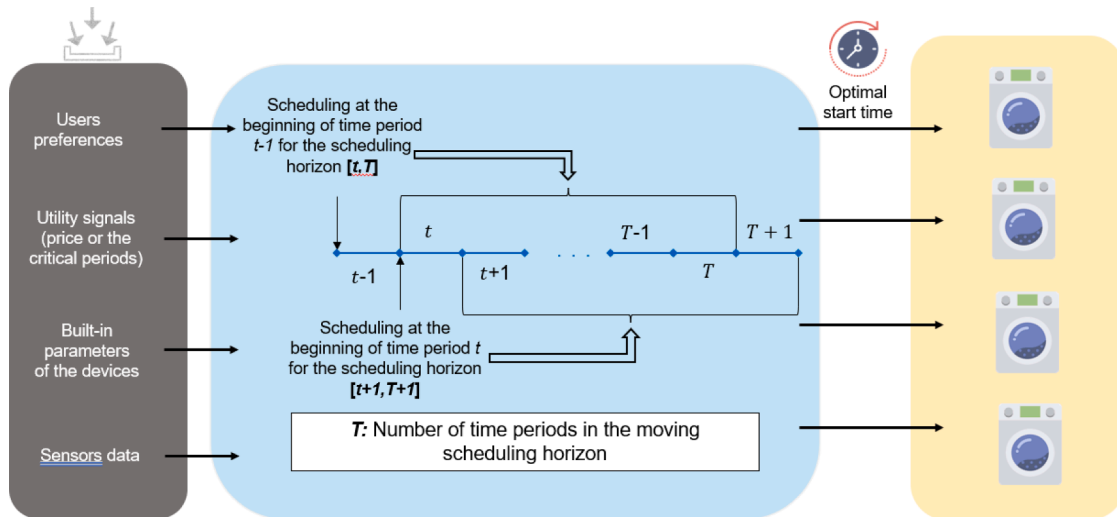 Users
preferences
Utility signals
(price or the
critical periods)
Built-in
parameters
of the devices
Sensors data
Scheduling at the
beginning of time period
t-1 for the scheduling
horizon [t,T]
t
T-1
T + 1
t-1
t+1
. . .
T
Scheduling at the
beginning of time period t
for the scheduling horizon
[t+1,T+1]
T: Number of time periods in the moving
scheduling horizon
Optimal
start time